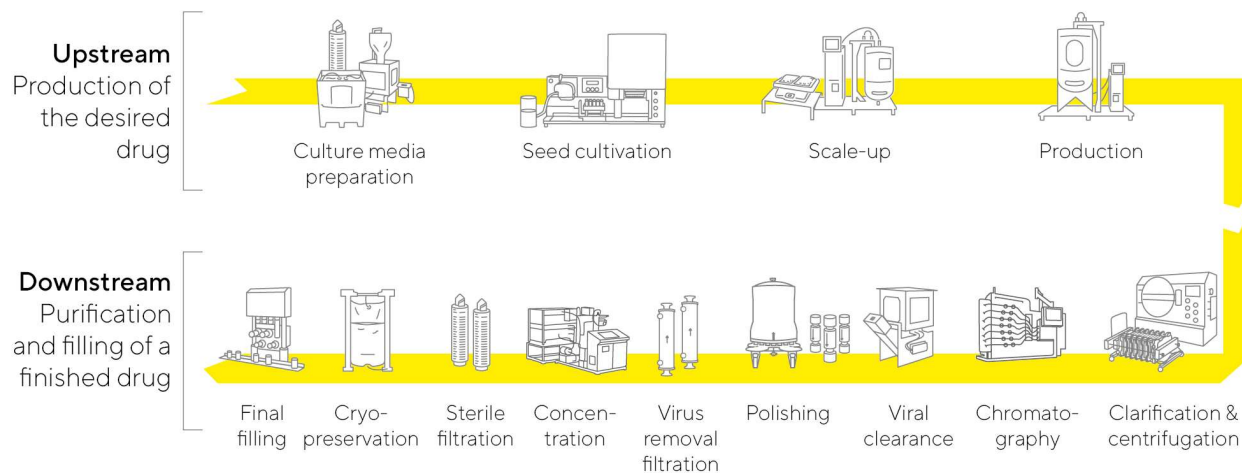 Upstream
Production of
the desired
drug
Culture media
preparation
Seed cultivation
Scale-up
Production
Downstream
Purification
and filling of a
finished drug
Final
filling
Cryo-
preservation
Sterile
filtration
Concen-
tration
Virus
removal
filtration
Polishing
Viral
clearance
Chromato-
graphy
Clarification &
centrifugation